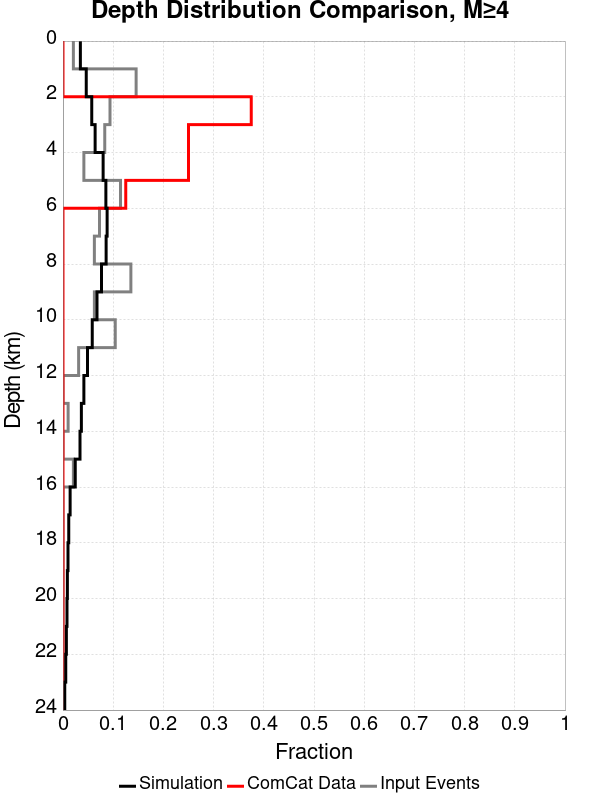 Depth Distribution Comparison, M≥4
0
2
4
6
8
10
12
14
16
18
20
22
24
Depth (km)
0 0.1 0.2 0.3 0.4 0.5 0.6 0.7 0.8 0.9 1
Fraction
Simulation ComCat Data Input Events